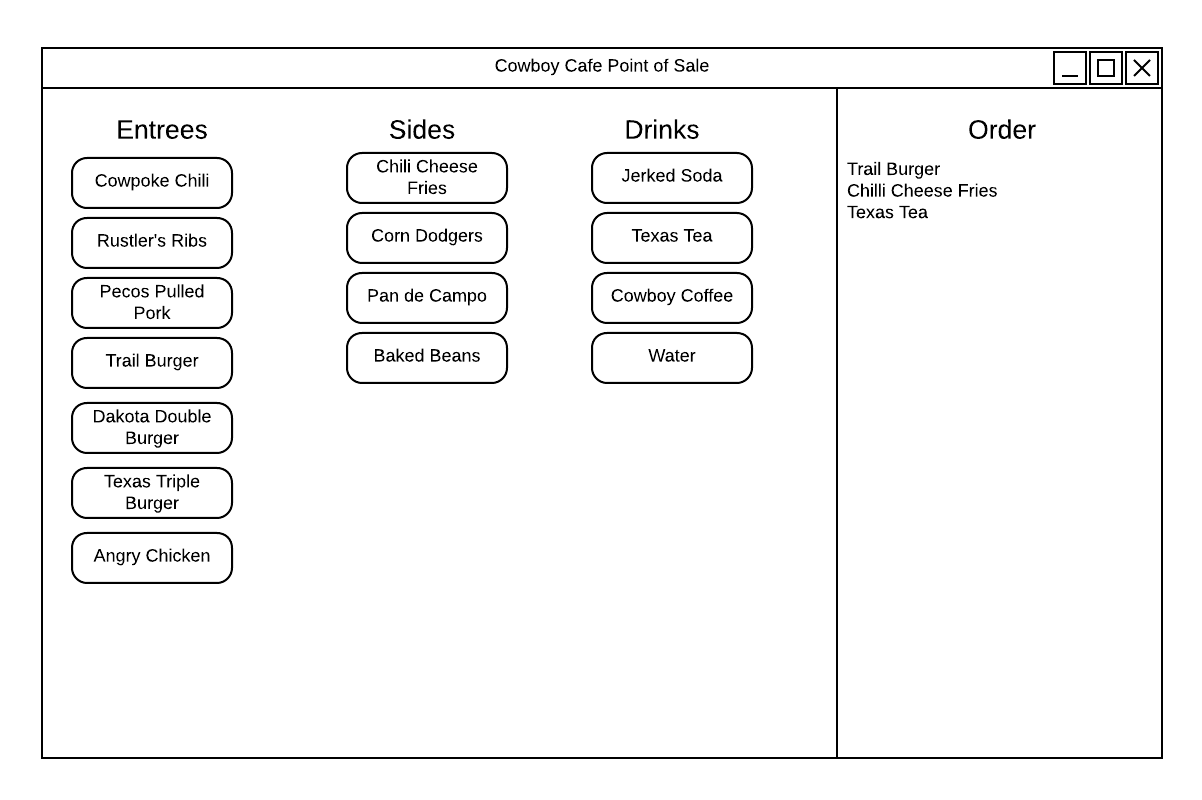 Cowboy Cafe Point of Sale
Entrees
Cowpoke Chili
Rustler's Ribs
Pecos Pulled
Pork
Trail Burger
Dakota Double
Burger
Texas Triple
Burger
Angry Chicken
Sides
Chili Cheese
Fries
Corn Dodgers
Pan de Campo
Baked Beans
Drinks
Jerked Soda
Texas Tea
Cowboy Coffee
Water
Order
Trail Burger
Chilli Cheese Fries
Texas Tea